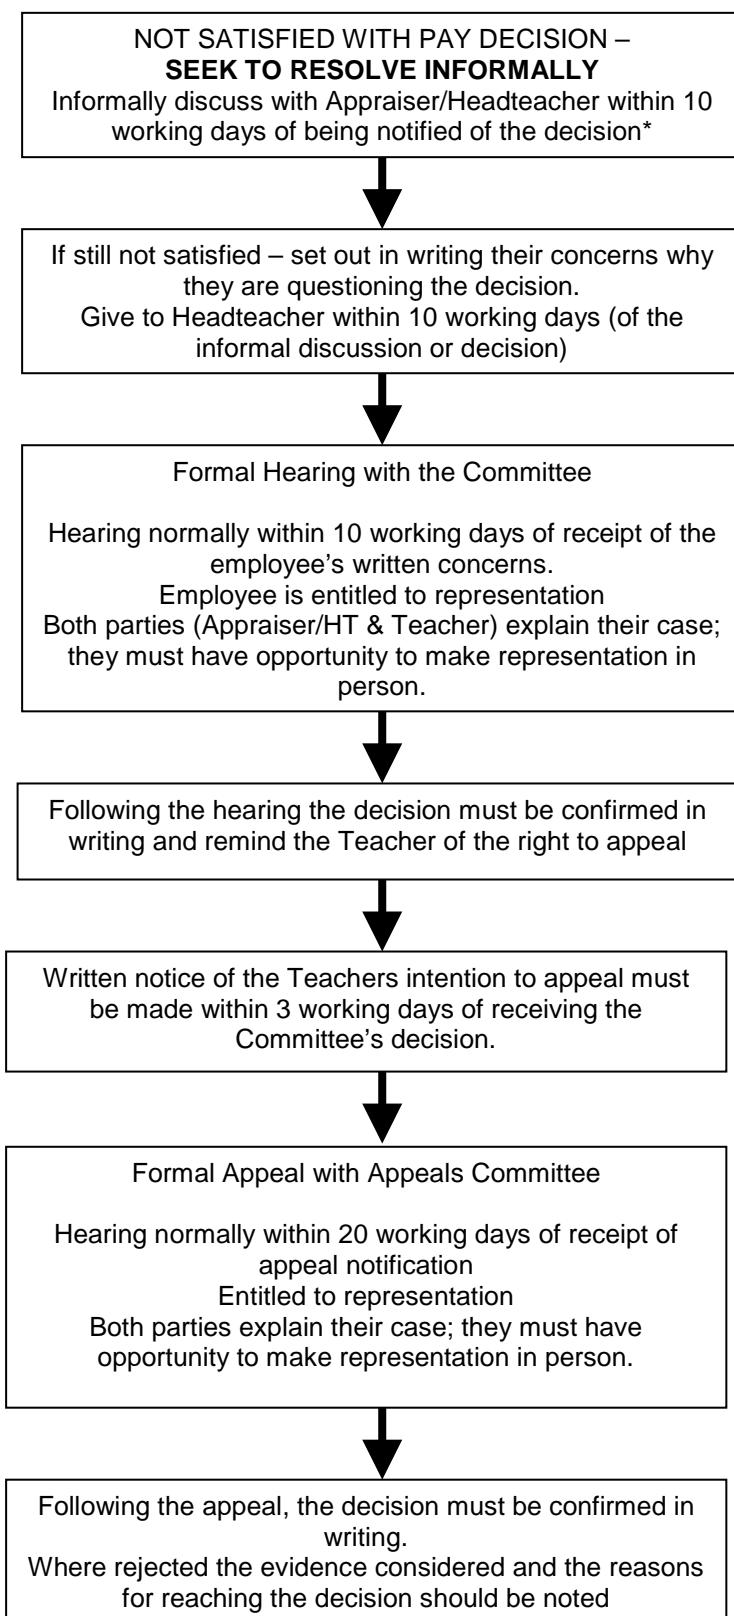 NOT SATISFIED WITH PAY DECISION –
SEEK TO RESOLVE INFORMALLY
Informally discuss with Appraiser/Headteacher within 10
working days of being notified of the decision*
If still not satisfied – set out in writing their concerns why
they are questioning the decision.
Give to Headteacher within 10 working days (of the
informal discussion or decision)
Formal Hearing with the Committee
Hearing normally within 10 working days of receipt of the
employee’s written concerns.
Employee is entitled to representation
Both parties (Appraiser/HT & Teacher) explain their case;
they must have opportunity to make representation in
person.
Following the hearing the decision must be confirmed in
writing and remind the Teacher of the right to appeal
Written notice of the Teachers intention to appeal must
be made within 3 working days of receiving the
Committee’s decision.
Formal Appeal with Appeals Committee
Hearing normally within 20 working days of receipt of
appeal notification
Entitled to representation
Both parties explain their case; they must have
opportunity to make representation in person.
Following the appeal, the decision must be confirmed in
writing.
Where rejected the evidence considered and the reasons
for reaching the decision should be noted